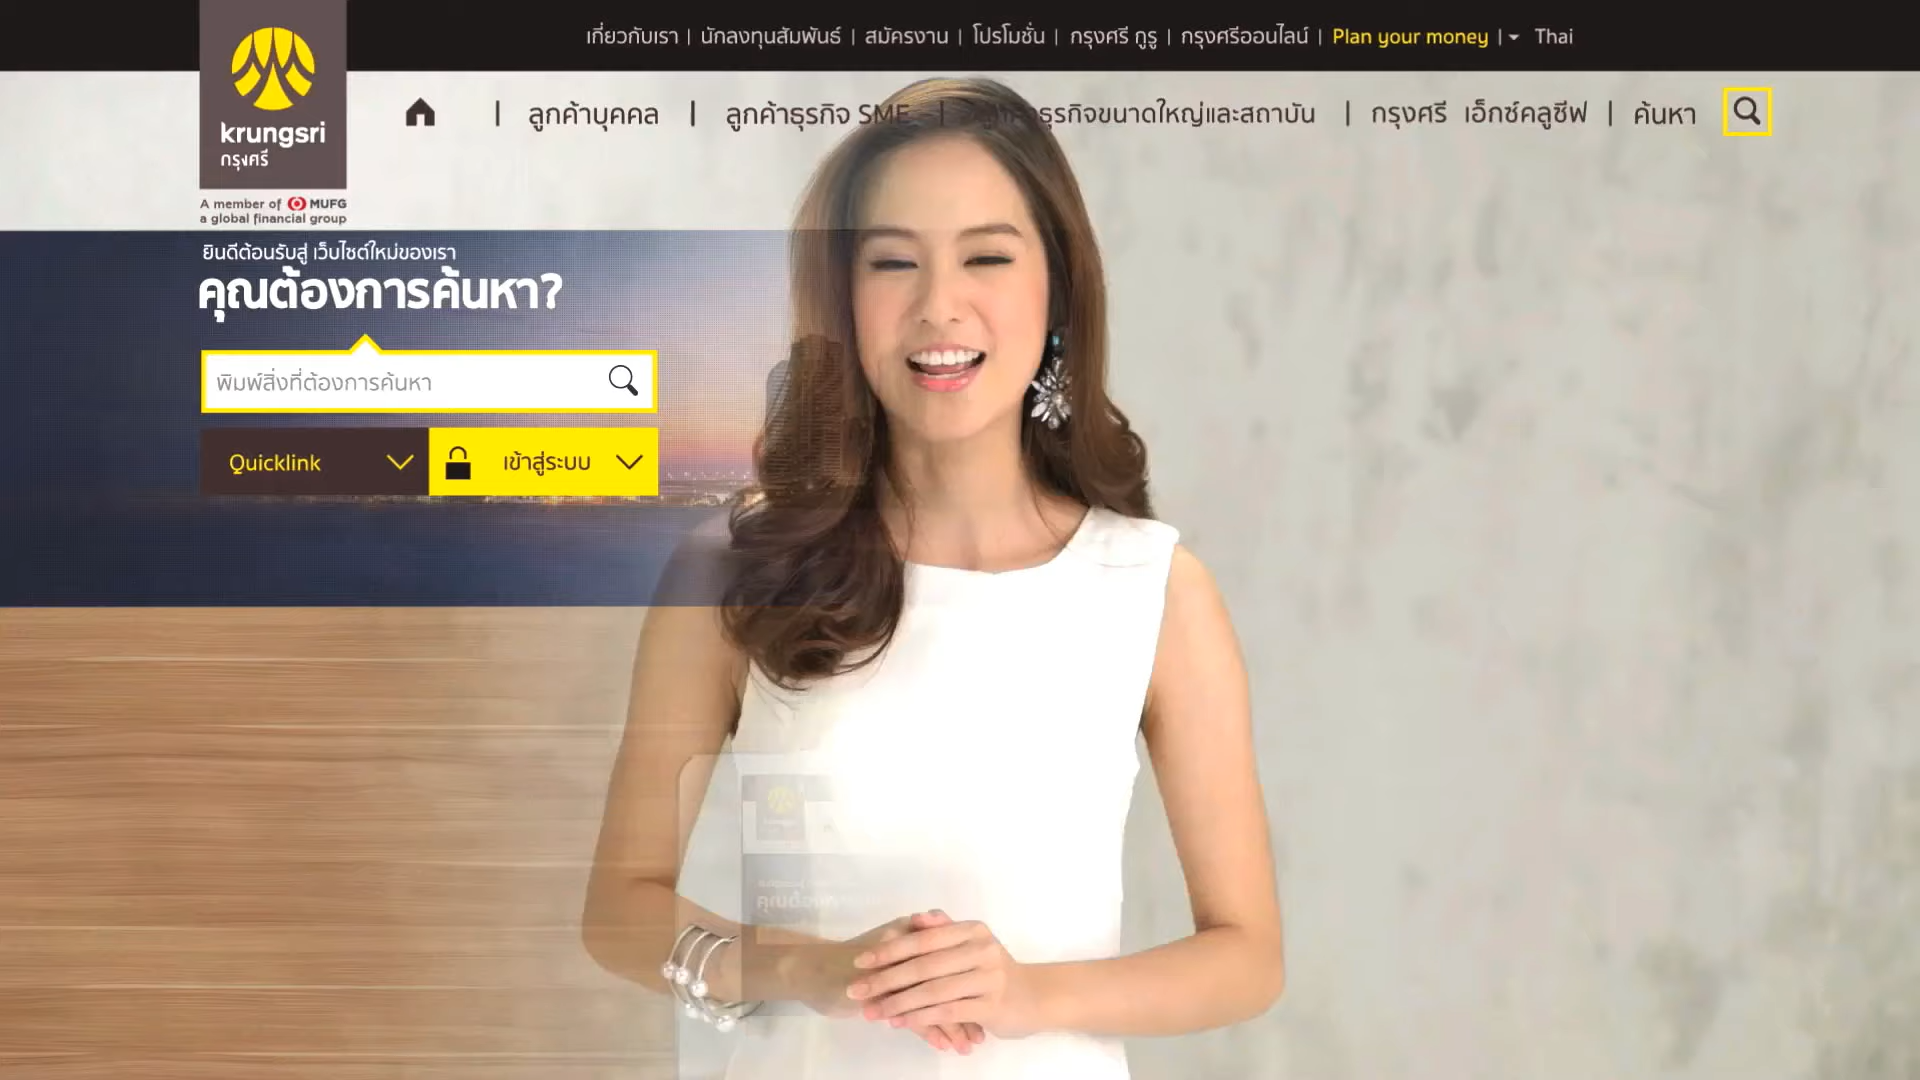 เกี่ยวกับเรา | นักลงทุนสัมพันธ์ | สมัครงาน | โปรโมชั่น | กรุงศรี กูรู | กรุงศรีออนไลน์ | Plan your money | Thai
krungsri
กรุงศรี
A member of MUFG
a global financial group
| ลูกค้าบุคคล | ลูกค้าธุรกิจ SME | ลูกค้าธุรกิจขนาดใหญ่และสถาบัน | กรุงศรี เอ็กซ์คลูซีฟ | ค้นหา
ยินดีต้อนรับสู่ เว็บไซต์ใหม่ของเรา
คุณต้องการค้นหา?
พิมพ์สิ่งที่ต้องการค้นหา
Quicklink
เข้าสู่ระบบ